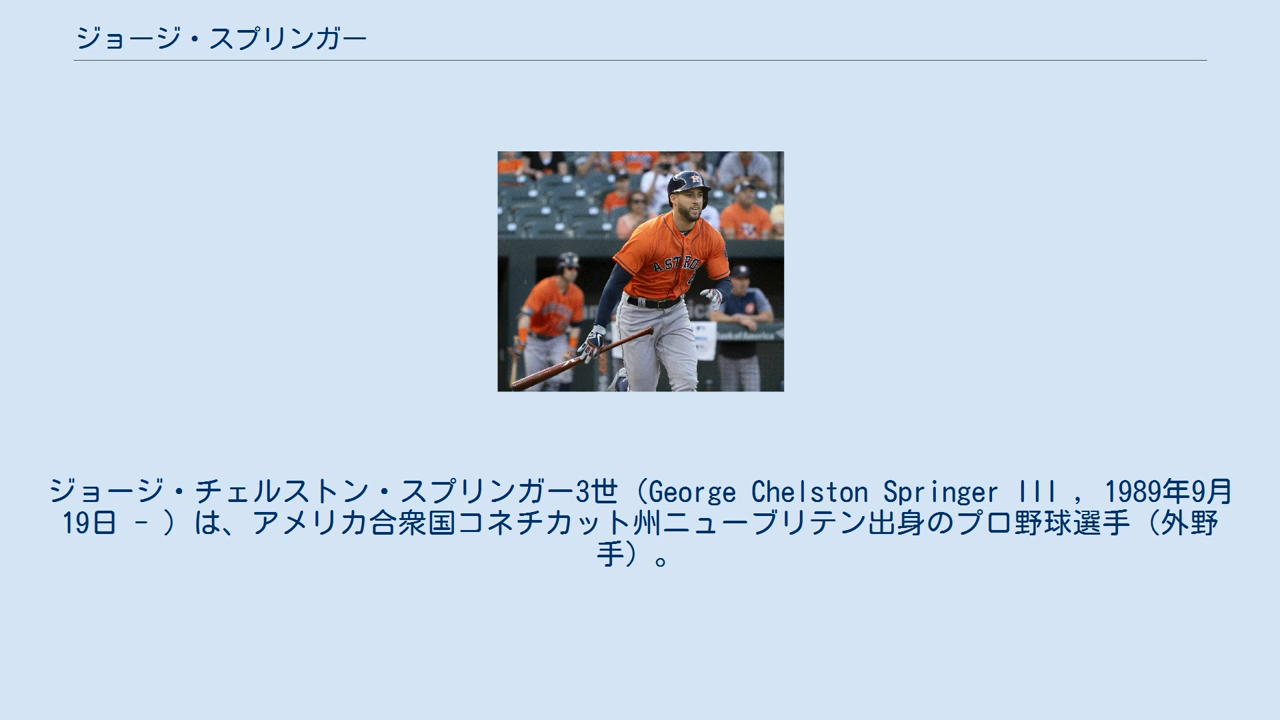 ジョージ・スプリンガー
ASTRO
Bank of America
ジョージ・チェルストン・スプリンガー3世（George Chelston Springer III , 1989年9月
19日 - ）は、アメリカ合衆国コネチカット州ニューブリテン出身のプロ野球選手（外野
手）。